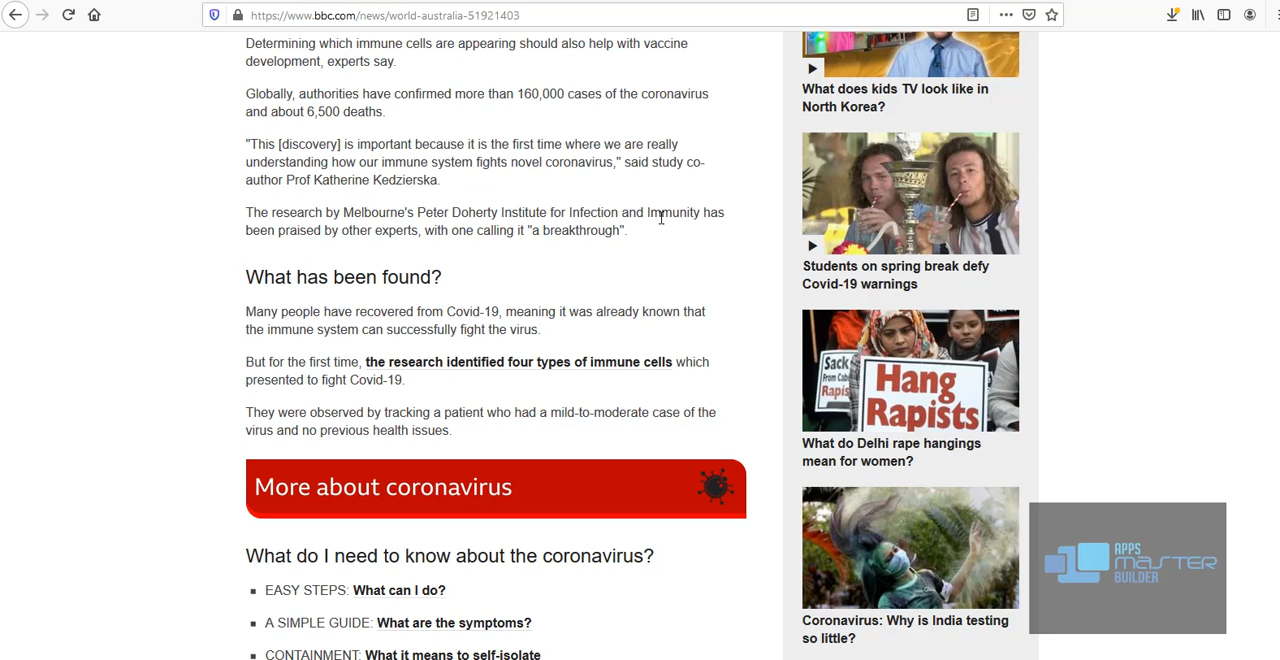 https://www.bbc.com/news/world-australia-51921403
Determining which immune cells are appearing should also help with vaccine
development, experts say.
Globally, authorities have confirmed more than 160,000 cases of the coronavirus
and about 6,500 deaths.
"This [discovery] is important because it is the first time where we are really
understanding how our immune system fights novel coronavirus," said study co-
author Prof Katherine Kedzierska.
The research by Melbourne's Peter Doherty Institute for Infection and Immunity has
been praised by other experts, with one calling it "a breakthrough".
What has been found?
Many people have recovered from Covid-19, meaning it was already known that
the immune system can successfully fight the virus.
But for the first time, the research identified four types of immune cells which
presented to fight Covid-19.
They were observed by tracking a patient who had a mild-to-moderate case of the
virus and no previous health issues.
More about coronavirus
What do I need to know about the coronavirus?
EASY STEPS: What can I do?
A SIMPLE GUIDE: What are the symptoms?
CONTAINMENT: What it means to self-isolate
What does kids TV look like in
North Korea?
Students on spring break defy
Covid-19 warnings
Sack
Rapis
Hang
Rapists
What do Delhi rape hangings
mean for women?
Coronavirus: Why is India testing
so little?
APPS
MASTER
BUILDER